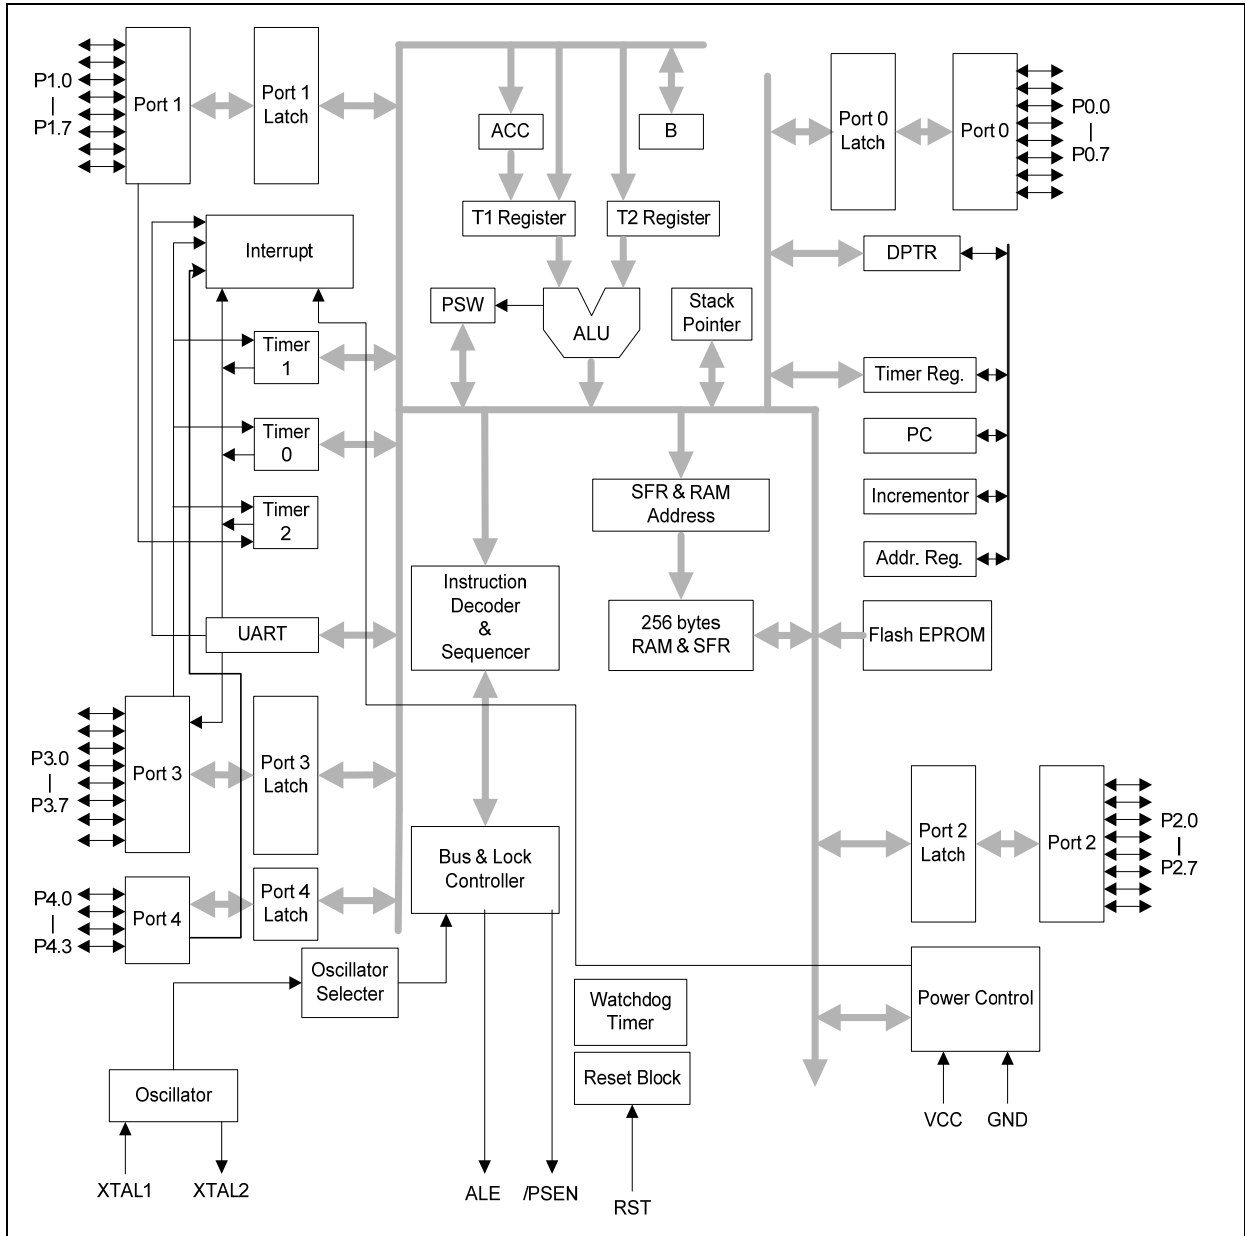 P1.0
|
P1.7
Port 1
Port 1
Latch
ACC
B
Port 0
Latch
Port 0
P0.0
|
P0.7
T1 Register
T2 Register
Interrupt
DPTR
PSW
ALU
Stack
Pointer
Timer
1
Timer Reg.
Timer
0
PC
Timer
2
SFR & RAM
Address
Incrementor
Addr. Reg.
Instruction
Decoder
&
Sequencer
256 bytes
RAM & SFR
Flash EPROM
UART
P3.0
|
P3.7
Port 3
Port 3
Latch
Bus & Lock
Controller
Port 2
Latch
Port 2
P2.0
|
P2.7
P4.0
|
P4.3
Port 4
Port 4
Latch
Oscillator
Selecter
Watchdog
Timer
Power Control
Reset Block
Oscillator
VCC
GND
XTAL1
XTAL2
ALE
/PSEN
RST